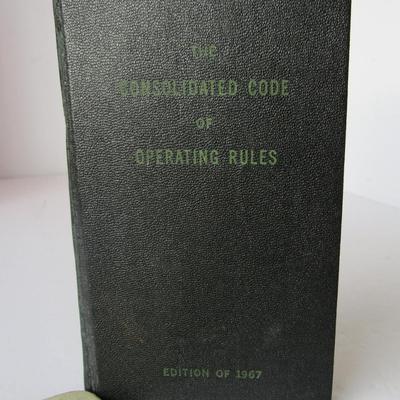 THE
CONSOLIDATED CODE
OF
OPERATING RULES
EDITION OF 1967